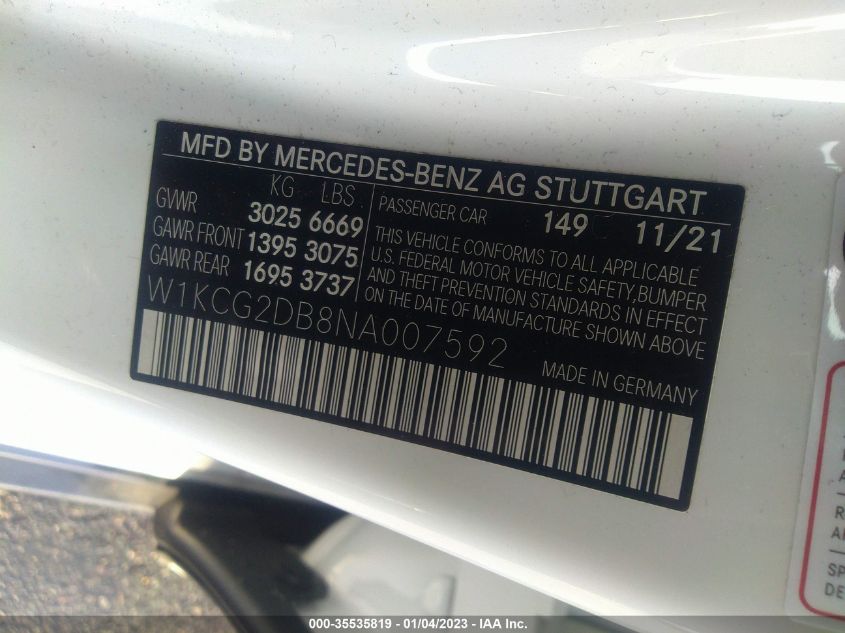 MFD BY MERCEDES-BENZ AG STUTTGART
KG LBS
GVWR 3025 6669
GAWR FRONT 1395 3075
GAWR REAR 1695 3737
PASSENGER CAR 149 11/21
THIS VEHICLE CONFORMS TO ALL APPLICABLE
U.S. FEDERAL MOTOR VEHICLE SAFETY, BUMPER
AND THEFT PREVENTION STANDARDS IN EFFECT
ON THE DATE OF MANUFACTURE SHOWN ABOVE
W1KCG2DB8NA007592
MADE IN GERMANY
000-35535819 - 01/04/2023 - IAA Inc.